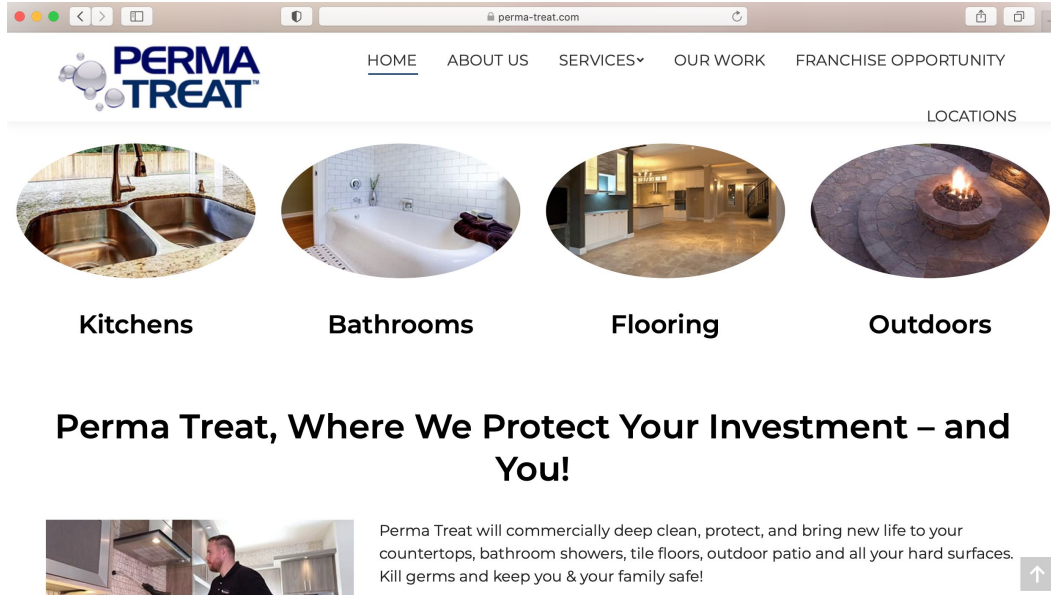 perma-treat.com
PERMA
TREAT™
HOME ABOUT US SERVICES OUR WORK FRANCHISE OPPORTUNITY
LOCATIONS
Kitchens Bathrooms Flooring Outdoors
Perma Treat, Where We Protect Your Investment – and
You!
Perma Treat will commercially deep clean, protect, and bring new life to your
countertops, bathroom showers, tile floors, outdoor patio and all your hard surfaces.
Kill germs and keep you & your family safe!